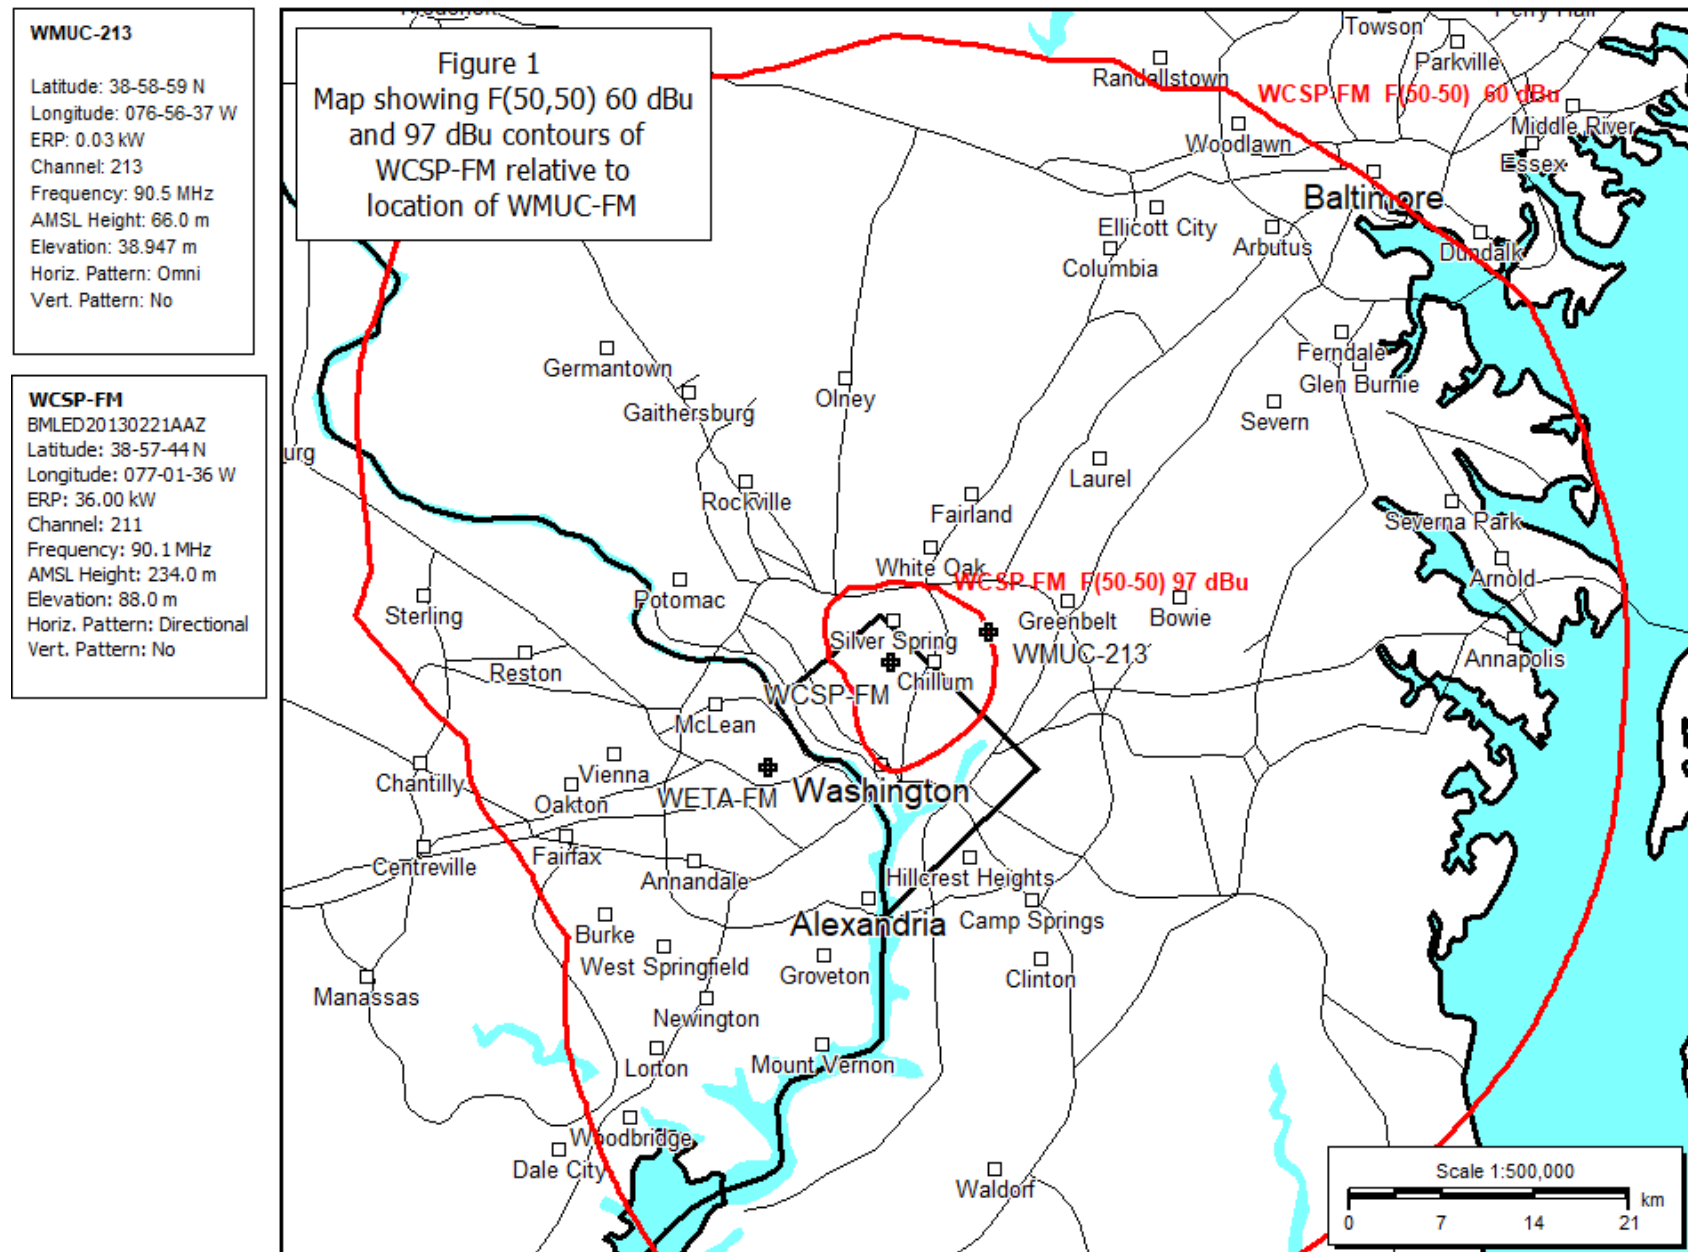 WMUC-213
Latitude: 38-58-59 N
Longitude: 076-56-37 W
ERP: 0.03 kW
Channel: 213
Frequency: 90.5 MHz
AMSL Height: 66.0 m
Elevation: 38.947 m
Horiz. Pattern: Omni
Vert. Pattern: No
WCSP-FM
BMLED20130221AAZ
Latitude: 38-57-44 N
Longitude: 077-01-36 W
ERP: 36.00 kW
Channel: 211
Frequency: 90.1 MHz
AMSL Height: 234.0 m
Elevation: 88.0 m
Horiz. Pattern: Directional
Vert. Pattern: No
Figure 1
Map showing F(50,50) 60 dBu
and 97 dBu contours of
WCSP-FM relative to
location of WMUC-FM
Towson
Perry Hall
Parkville
Randallstown
WCSP-FM F(50-50) 60 dBu
Middle River
Woodlawn
Essex
Baltimore
Ellicott City
Arbutus
Dundalk
Columbia
Ferndale
Glen Burnie
Germantown
Gaithersburg
Olney
Severn
urg
Laurel
Rockville
Fairland
Severna Park
White Oak
WCSP-FM F(50-50) 97 dBu
Arnold
Potomac
Sterling
Greenbelt
Bowie
Silver Spring
WMUC-213
Annapolis
Reston
WCSP-FM
Chillum
McLean
Vienna
Chantilly
Oakton
WETA-FM
Washington
Fairfax
Centreville
Annandale
Hillcrest Heights
Alexandria
Camp Springs
Burke
West Springfield
Groveton
Clinton
Manassas
Newington
Lorton
Mount Vernon
Woodbridge
Dale City
Waldorf
Scale 1:500,000
km
0 7 14 21